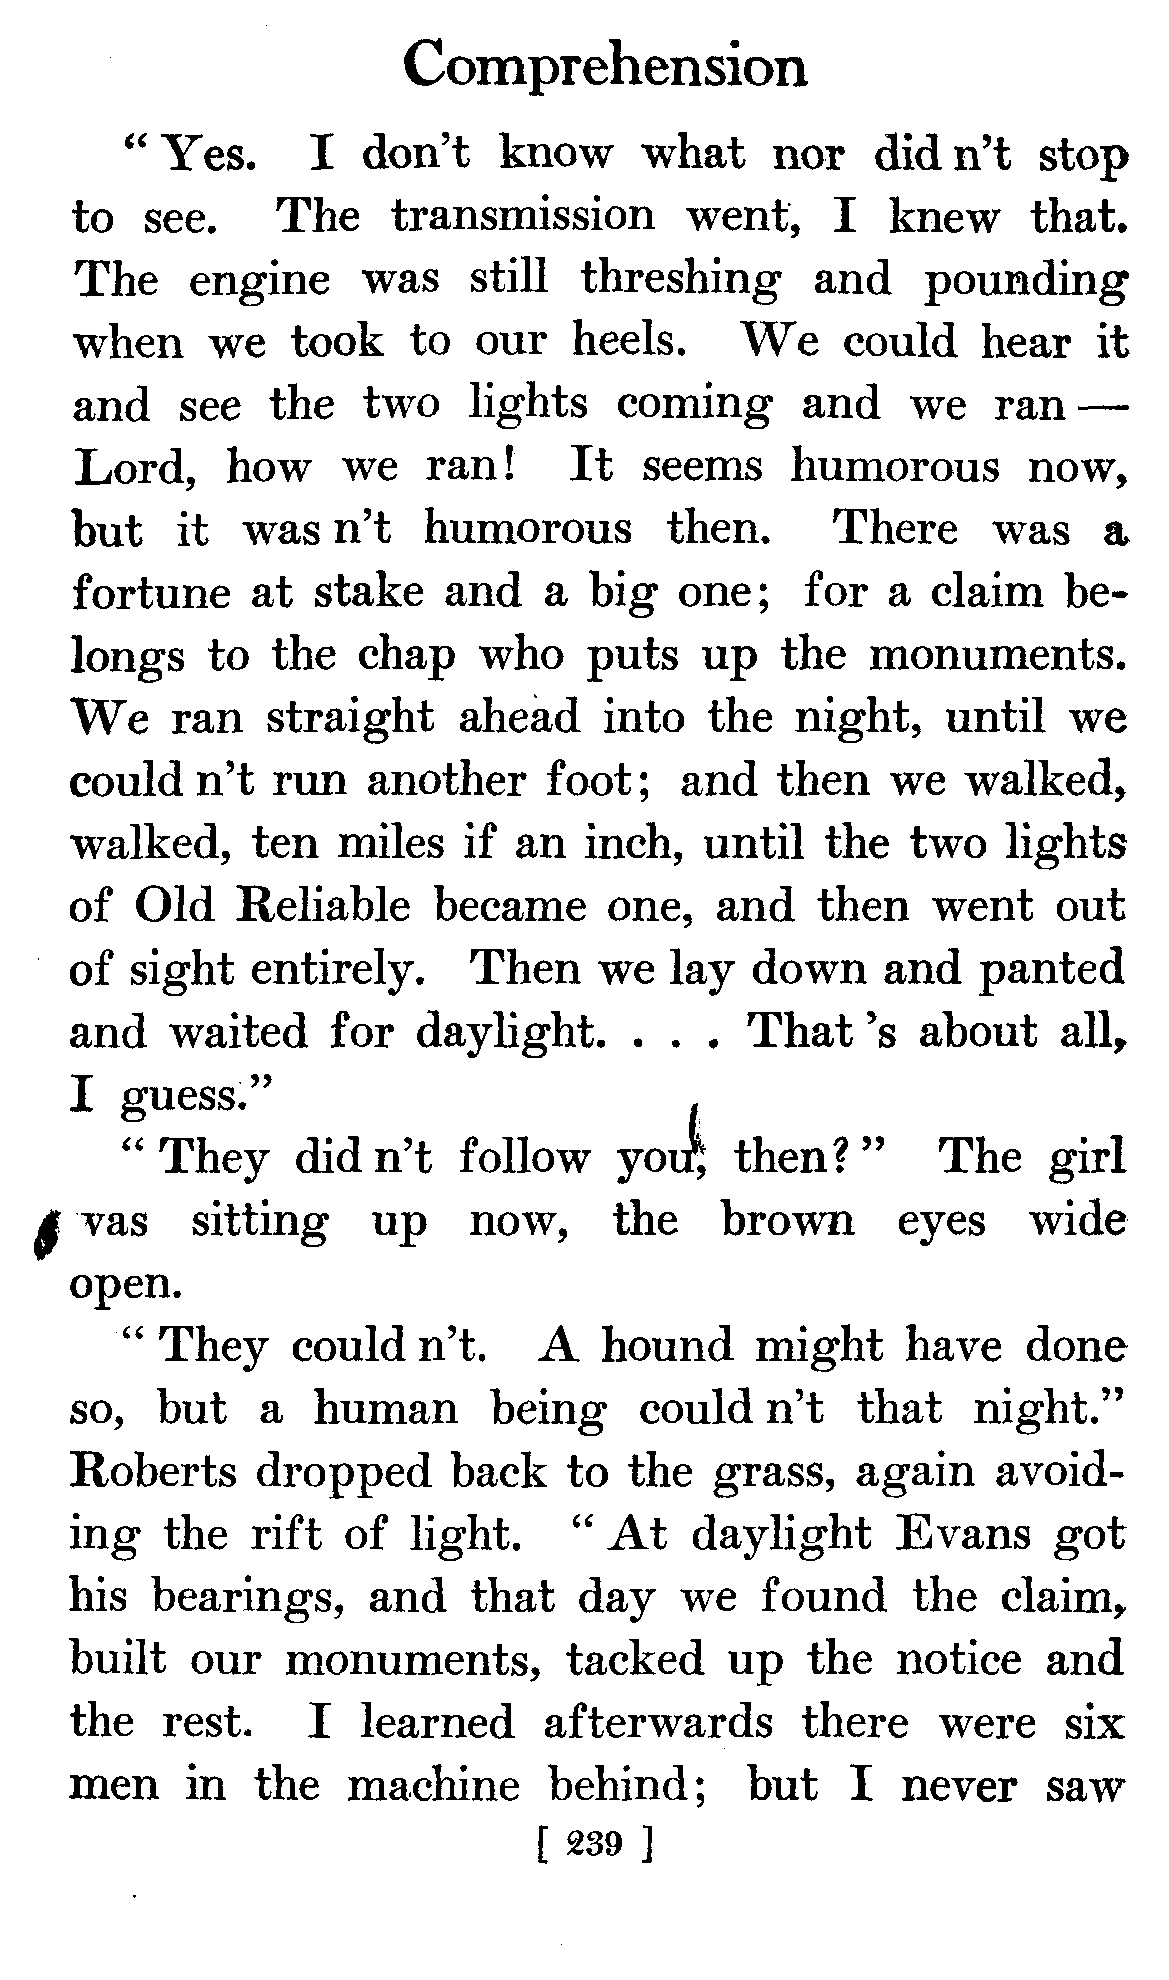 Comprehension
“Yes. I don’t know what nor did n’t stop
to see. The transmission went, I knew that.
The engine was still threshing and pounding
when we took to our heels. We could hear it
and see the two lights coming and we ran —
Lord, how we ran! It seems humorous now,
but it was n’t humorous then. There was a
fortune at stake and a big one; for a claim be-
longs to the chap who puts up the monuments.
We ran straight ahead into the night, until we
could n’t run another foot; and then we walked,
walked, ten miles if an inch, until the two lights
of Old Reliable became one, and then went out
of sight entirely. Then we lay down and panted
and waited for daylight. . . . That ’s about all,
I guess.”
“They did n’t follow you, then?” The girl
was sitting up now, the brown eyes wide
open.
“They could n’t. A hound might have done
so, but a human being could n’t that night.”
Roberts dropped back to the grass, again avoid-
ing the rift of light. “At daylight Evans got
his bearings, and that day we found the claim,
built our monuments, tacked up the notice and
the rest. I learned afterwards there were six
men in the machine behind; but I never saw
[ 239 ]